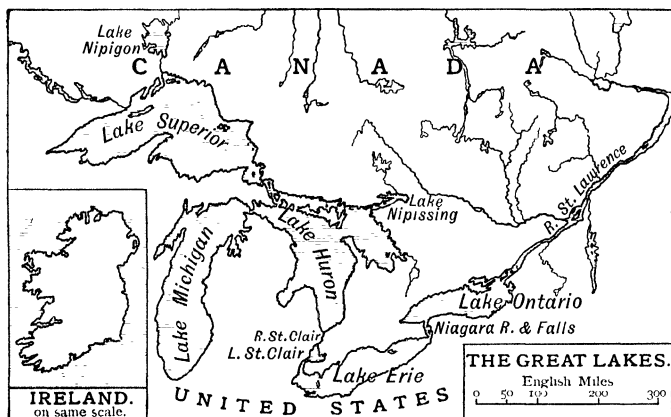 Lake
Nipigon
CANADA
Lake Superior
R. St. Lawrence
Lake
Nipissing
Lake Huron
Lake Michigan
Lake Ontario
Niagara R. & Falls
R. St. Clair
L. St. Clair
Lake Erie
UNITED STATES
IRELAND.
on same scale.
THE GREAT LAKES.
English Miles
0 50 100 200 300